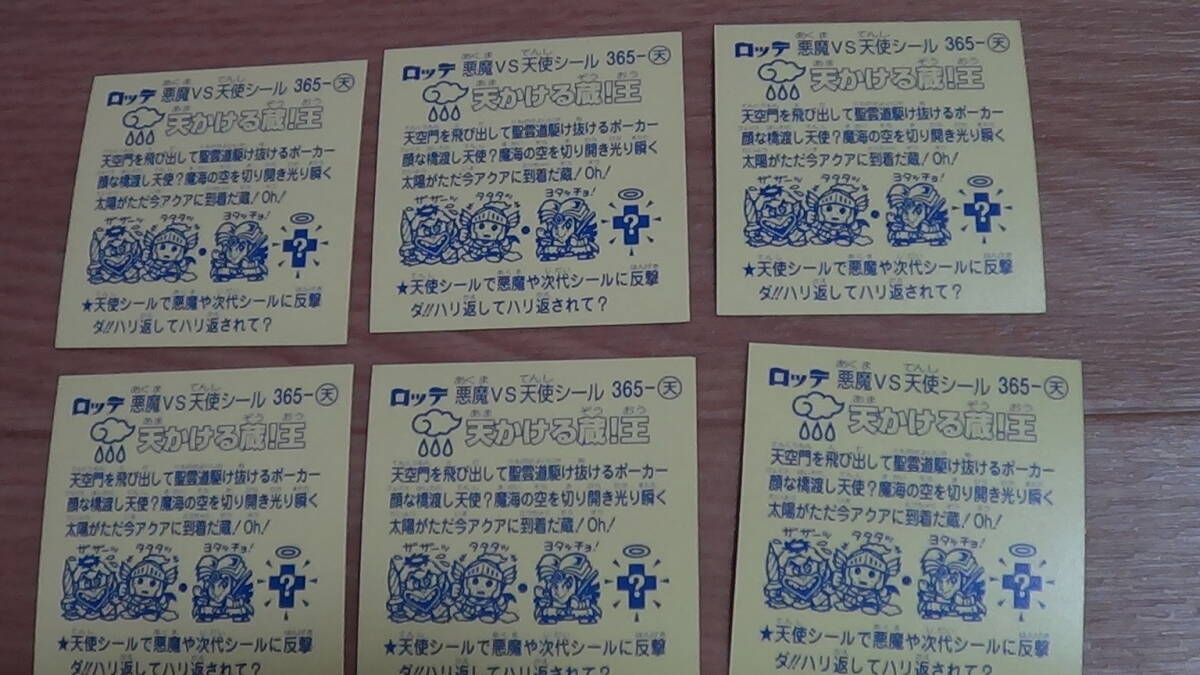 ロッテ 悪魔VS天使シール 365-天
天かける蔵!王
天空門を飛び出して聖雲道駆け抜けるポーカー
顔な橋渡し天使?魔海の空を切り開き光り瞬く
太陽がただ今アクアに到着だ蔵!Oh!
ザザーッ タタタッ ヨタッチョ!
?
★天使シールで悪魔や次代シールに反撃
ダ!!ハリ返してハリ返されて?
ロッテ 悪魔VS天使シール 365-天
天かける蔵!王
天空門を飛び出して聖雲道駆け抜けるポーカー
顔な橋渡し天使?魔海の空を切り開き光り瞬く
太陽がただ今アクアに到着だ蔵!Oh!
ザザーッ タタタッ ヨタッチョ!
?
★天使シールで悪魔や次代シールに反撃
ダ!!ハリ返してハリ返されて?
ロッテ 悪魔VS天使シール 365-天
天かける蔵!王
天空門を飛び出して聖雲道駆け抜けるポーカー
顔な橋渡し天使?魔海の空を切り開き光り瞬く
太陽がただ今アクアに到着だ蔵!Oh!
ザザーッ タタタッ ヨタッチョ!
?
★天使シールで悪魔や次代シールに反撃
ダ!!ハリ返してハリ返されて?
ロッテ 悪魔VS天使シール 365-天
天かける蔵!王
天空門を飛び出して聖雲道駆け抜けるポーカー
顔な橋渡し天使?魔海の空を切り開き光り瞬く
太陽がただ今アクアに到着だ蔵!Oh!
ザザーッ タタタッ ヨタッチョ!
?
★天使シールで悪魔や次代シールに反撃
ダ!!ハリ返してハリ返されて?
ロッテ 悪魔VS天使シール 365-天
天かける蔵!王
天空門を飛び出して聖雲道駆け抜けるポーカー
顔な橋渡し天使?魔海の空を切り開き光り瞬く
太陽がただ今アクアに到着だ蔵!Oh!
ザザーッ タタタッ ヨタッチョ!
?
★天使シールで悪魔や次代シールに反撃
ダ!!ハリ返してハリ返されて?
ロッテ 悪魔VS天使シール 365-天
天かける蔵!王
天空門を飛び出して聖雲道駆け抜けるポーカー
顔な橋渡し天使?魔海の空を切り開き光り瞬く
太陽がただ今アクアに到着だ蔵!Oh!
ザザーッ タタタッ ヨタッチョ!
?
★天使シールで悪魔や次代シールに反撃
ダ!!ハリ返してハリ返されて?